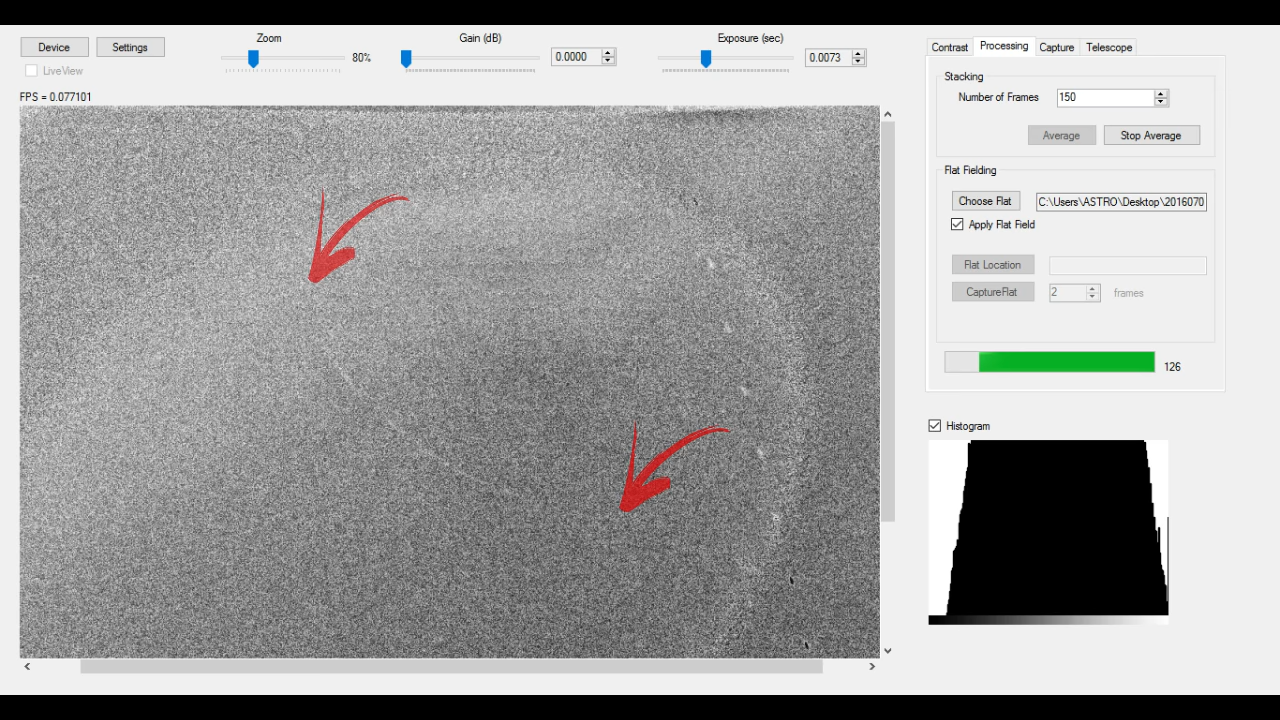 Device
Settings
Zoom
Gain (dB)
Exposure (sec)
80%
0.0000
0.0073
LiveView
FPS = 0.077101
Contrast
Processing
Capture
Telescope
Stacking
Number of Frames
150
Average
Stop Average
Flat Fielding
Choose Flat
C:\Users\ASTRO\Desktop\2016070
Apply Flat Field
Flat Location
CaptureFlat
2
frames
126
Histogram